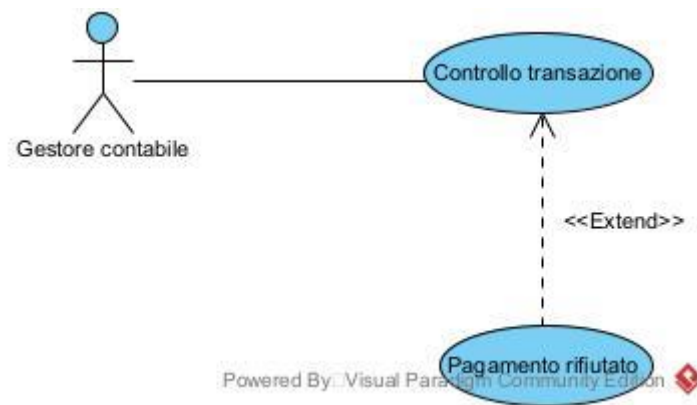 Controllo transazione
Gestore contabile
<<Extend>>
Pagamento rifiutato
Powered By Visual Paradigm Community Edition